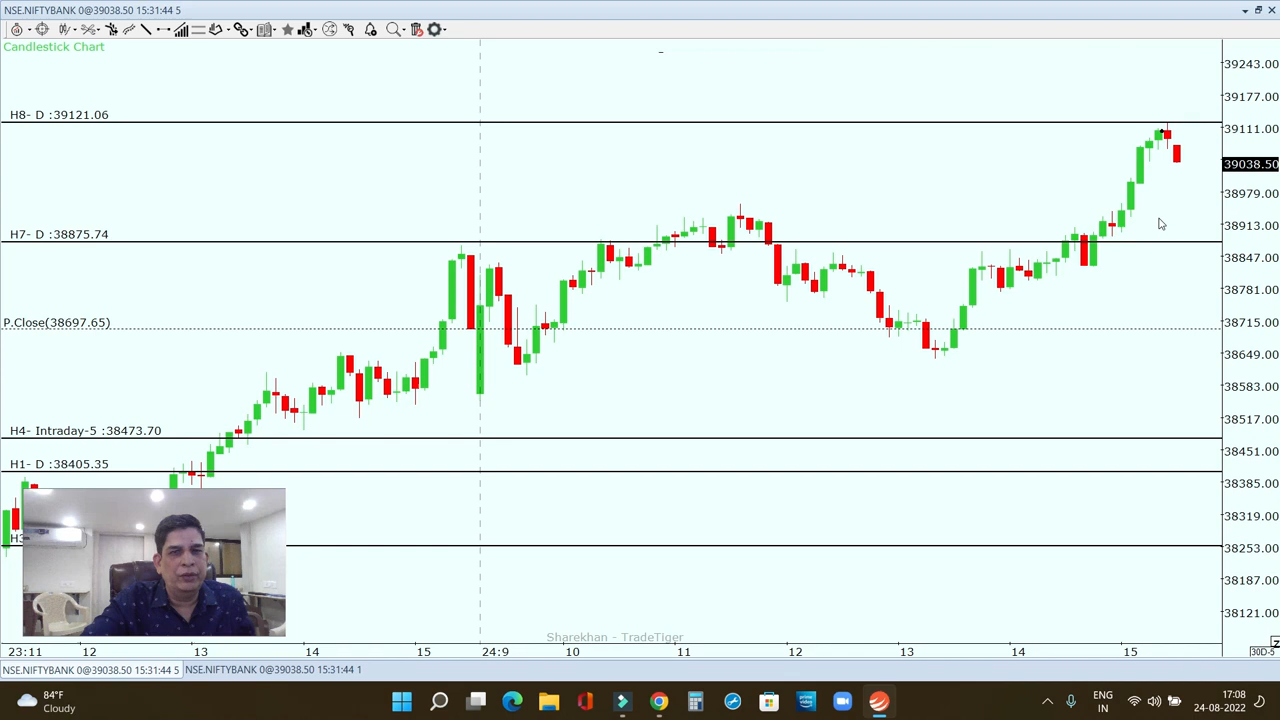 NSE.NIFTYBANK 0@39038.50 15:31:44 5
Candlestick Chart
39243.00
39177.00
H8- D :39121.06
39111.00
39038.50
38979.00
38913.00
H7- D :38875.74
38847.00
38781.00
P.Close(38697.65)
38715.00
38649.00
38583.00
38517.00
H4- Intraday-5 :38473.70
38451.00
H1- D :38405.35
38385.00
38319.00
38253.00
38187.00
38121.00
Sharekhan - TradeTiger
23:11 12 13 14 15 24:9 10 11 12 13 14 15
30D-5
NSE.NIFTYBANK 0@39038.50 15:31:44 5 NSE.NIFTYBANK 0@39038.50 15:31:44 1
84°F
Cloudy
prime video
ENG
IN
17:08
24-08-2022